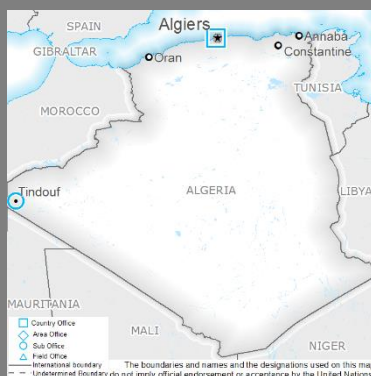 SPAIN
Algiers
Annaba
GIBRALTAR
Oran
Constantine
TUNISIA
MOROCCO
Tindouf
ALGERIA
LIBYA
MAURITANIA
Country Office
Area Office
MALI
Sub Office
NIGER
Field Office
International boundary
The boundaries and names and the designations used on this map
Undetermined Boundary
do not imply official endorsement or acceptance by the United Nations